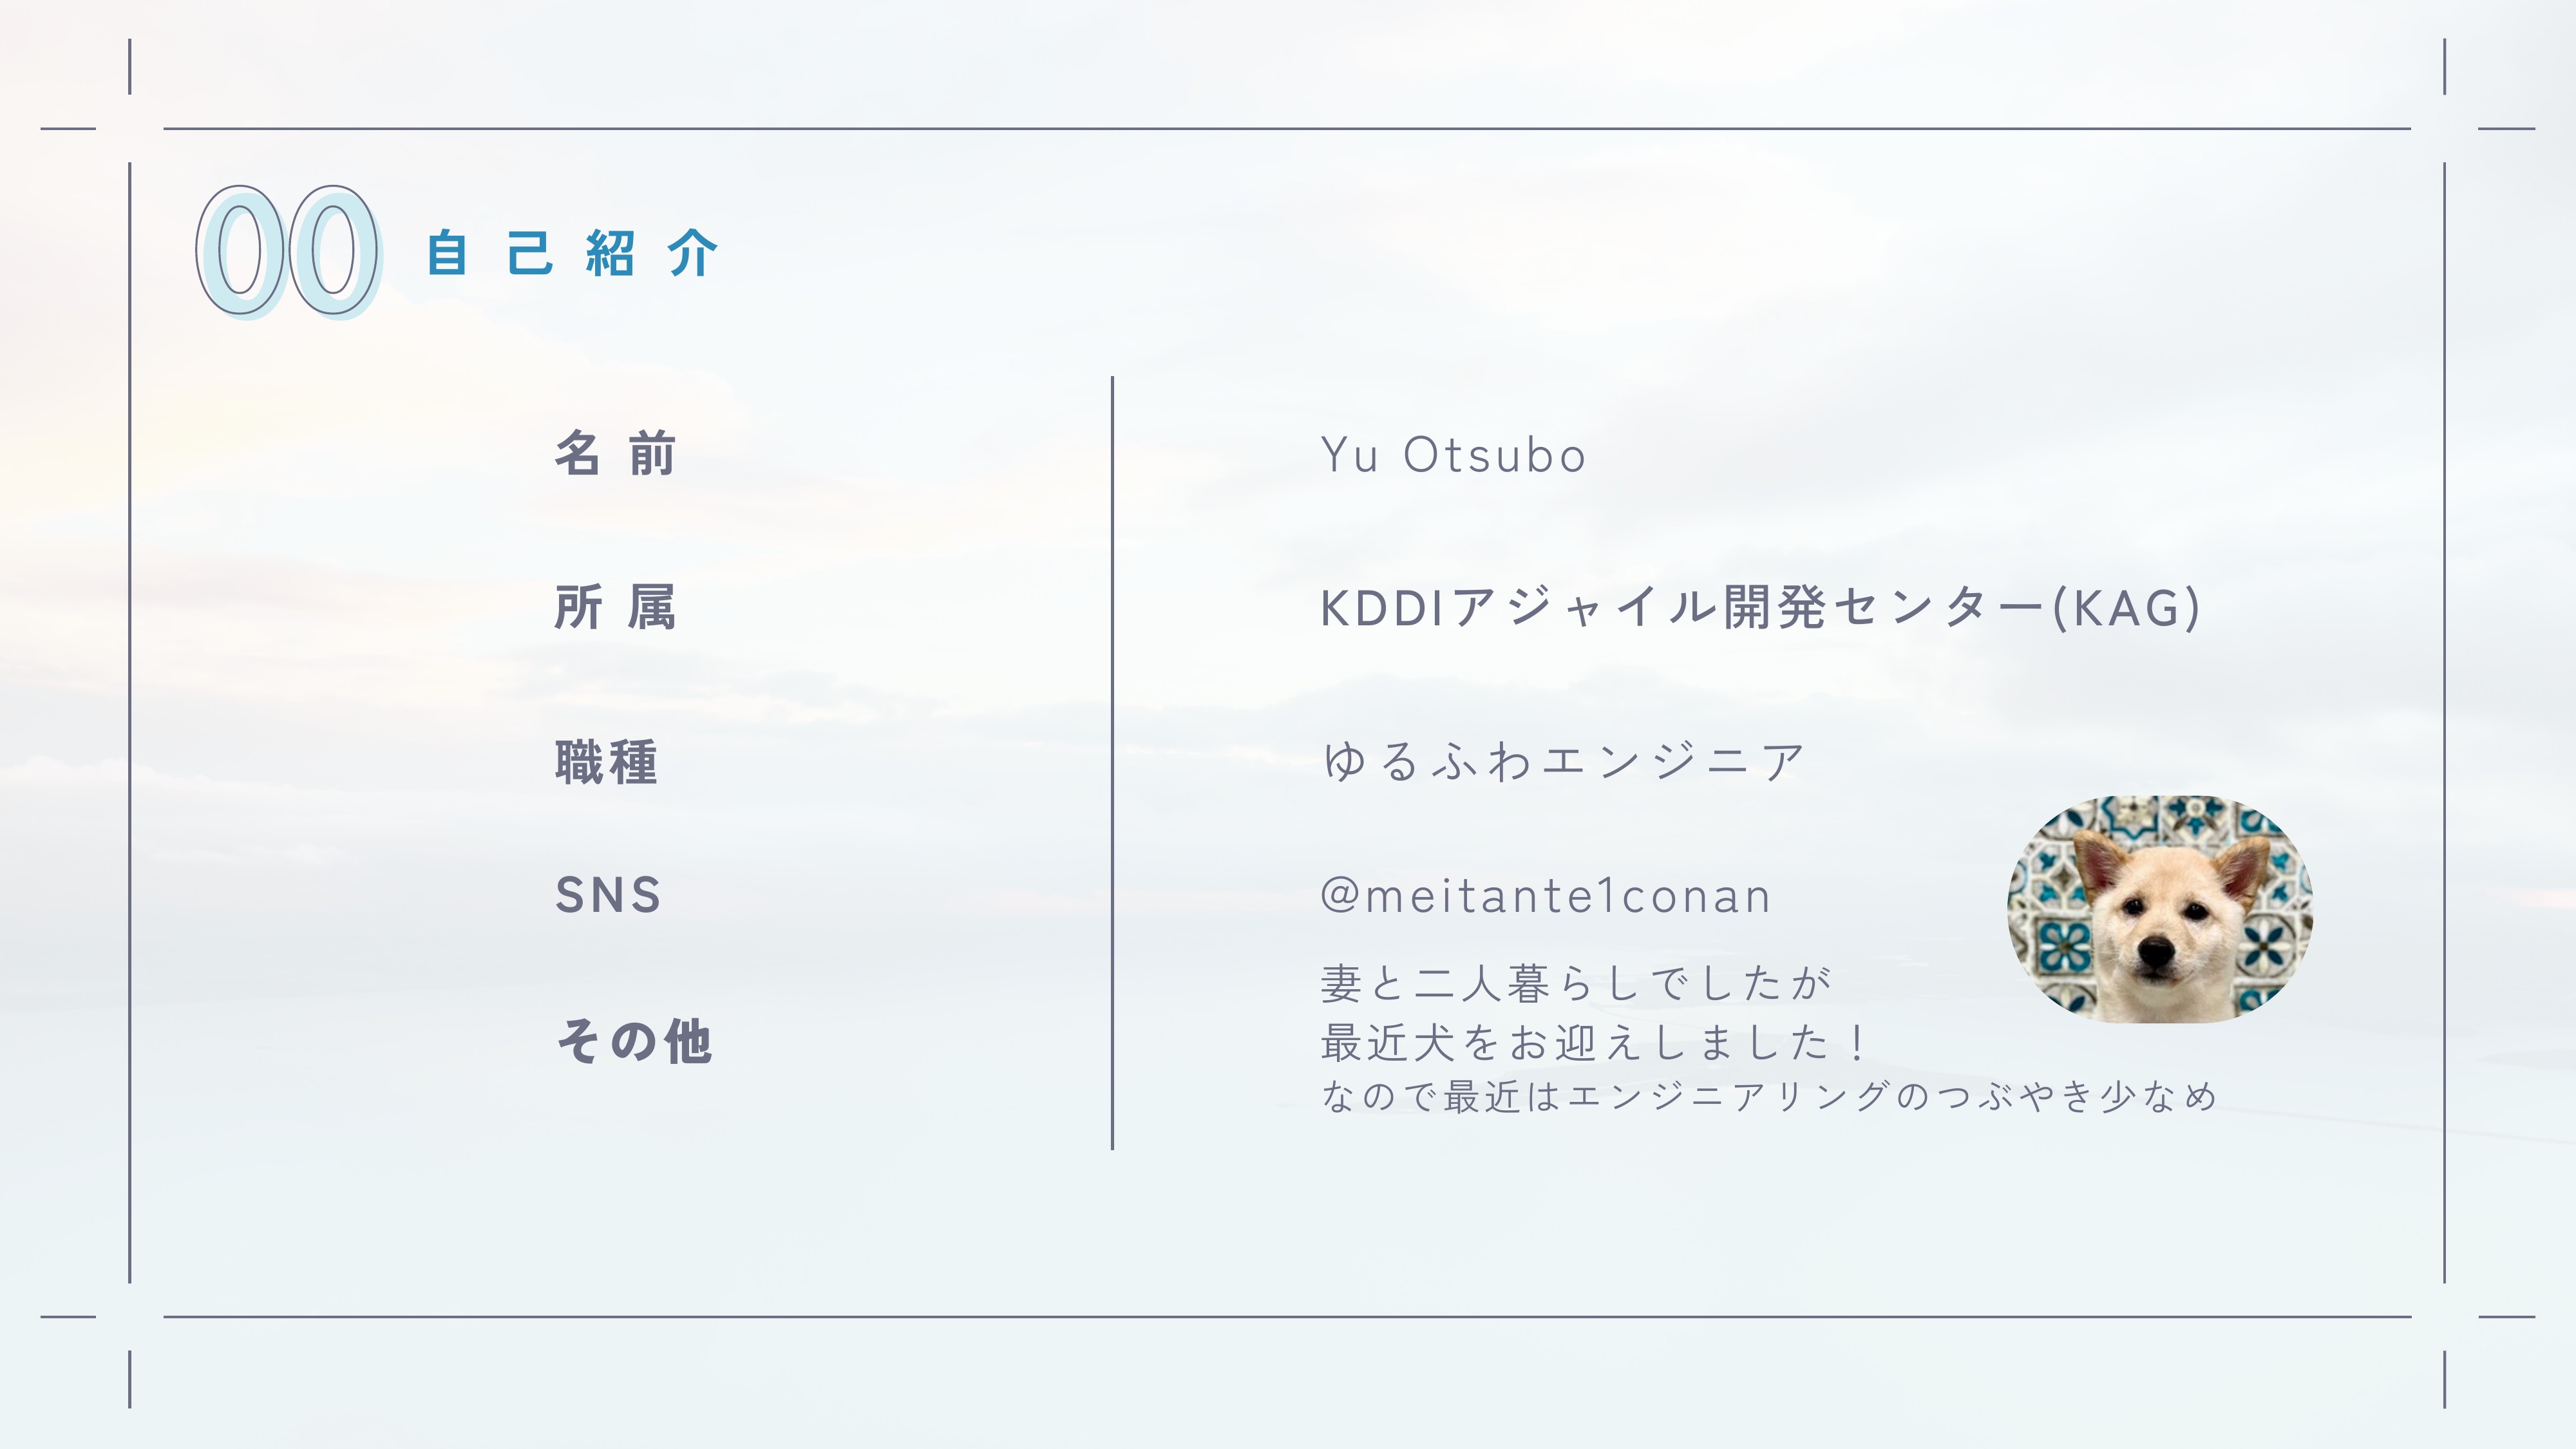 00 自己紹介
名前
Yu Otsubo
所属
KDDIアジャイル開発センター(KAG)
職種
ゆるふわエンジニア
SNS
@meitante1conan
その他
妻と二人暮らしでしたが
最近犬をお迎えしました！
なので最近はエンジニアリングのつぶやき少なめ